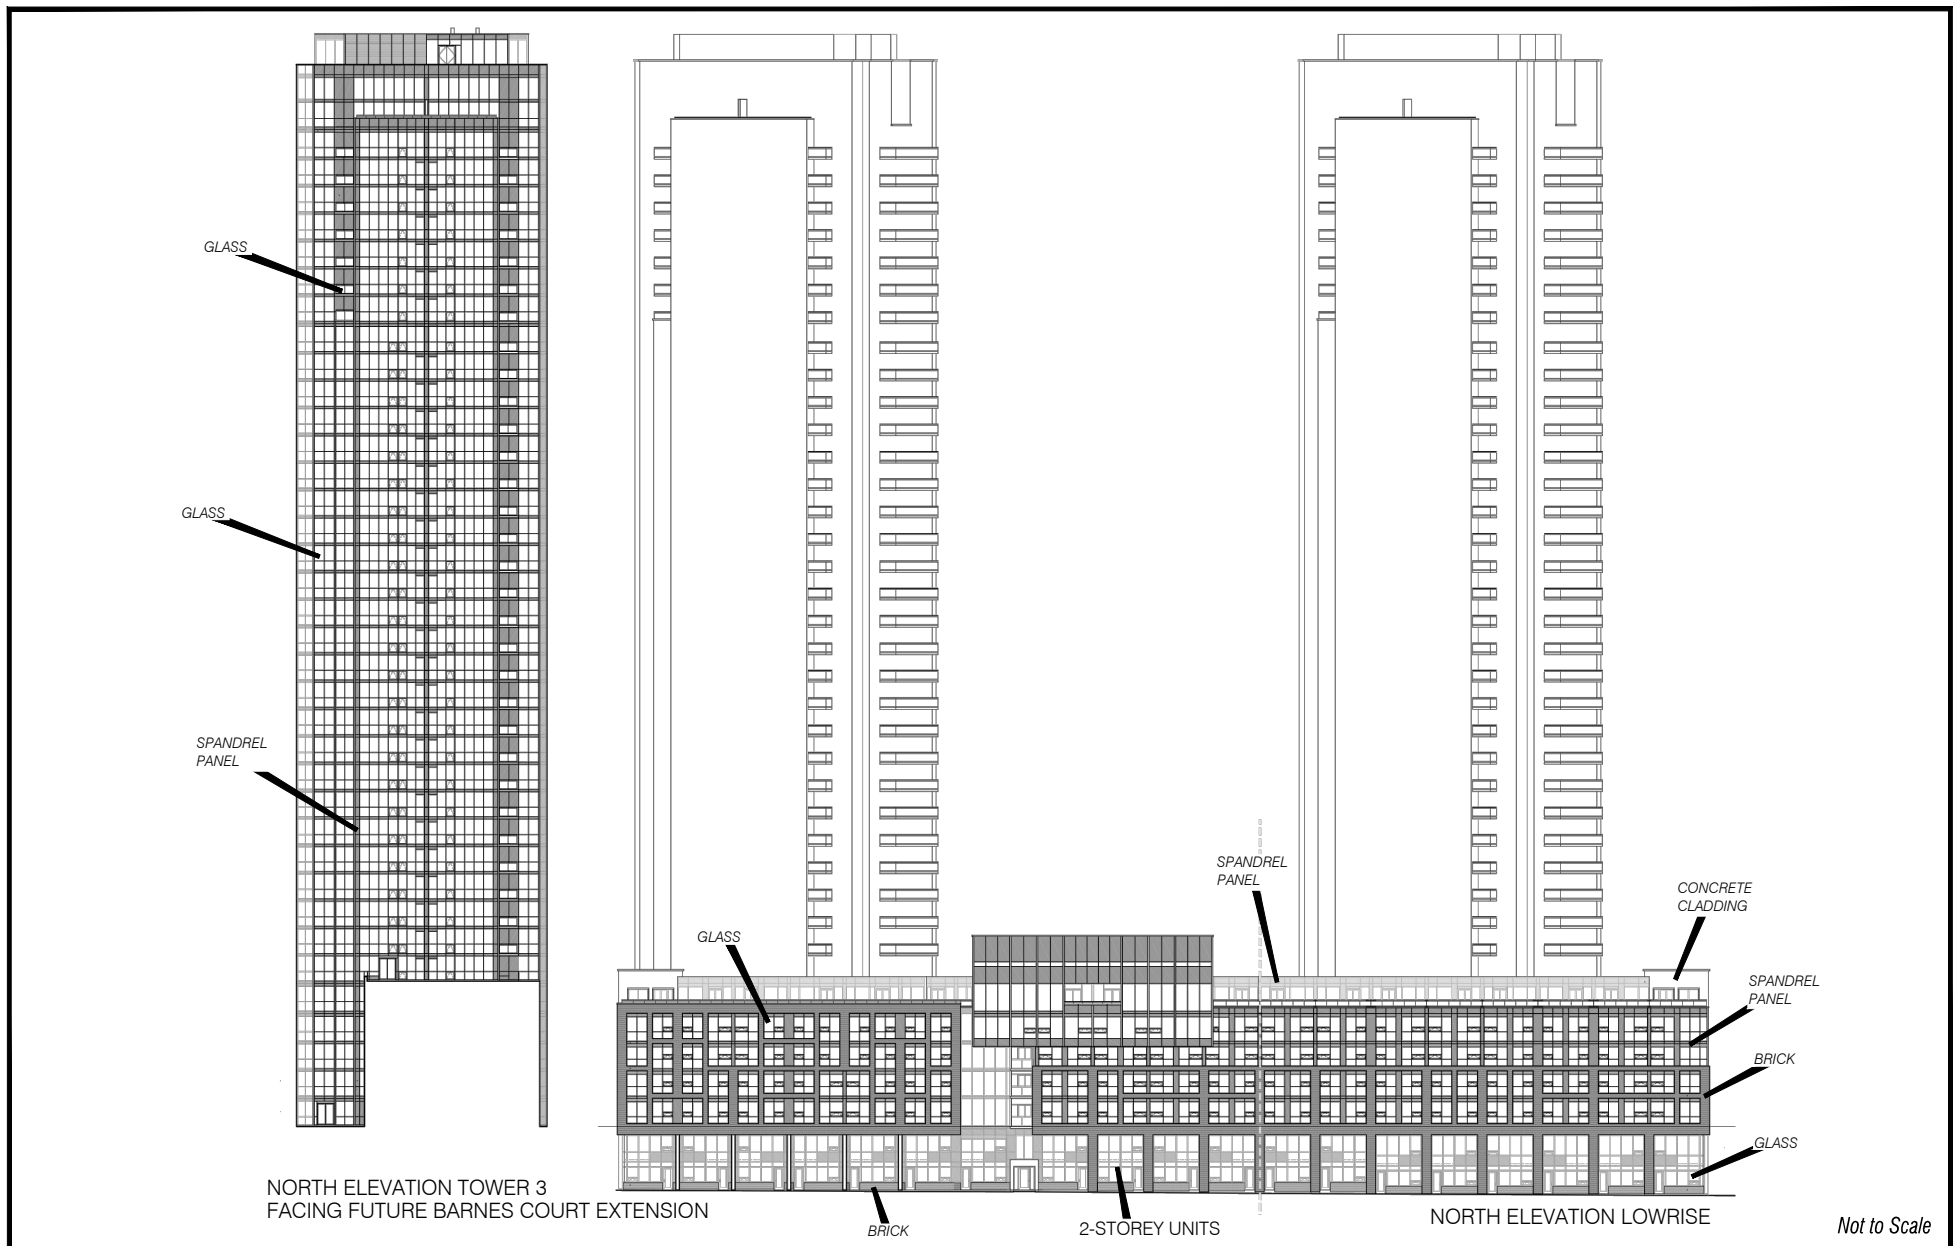 GLASS
GLASS
SPANDREL
PANEL
SPANDREL
PANEL
CONCRETE
CLADDING
GLASS
SPANDREL
PANEL
BRICK
GLASS
NORTH ELEVATION TOWER 3
FACING FUTURE BARNES COURT EXTENSION
BRICK
2-STOREY UNITS
NORTH ELEVATION LOWRISE
Not to Scale